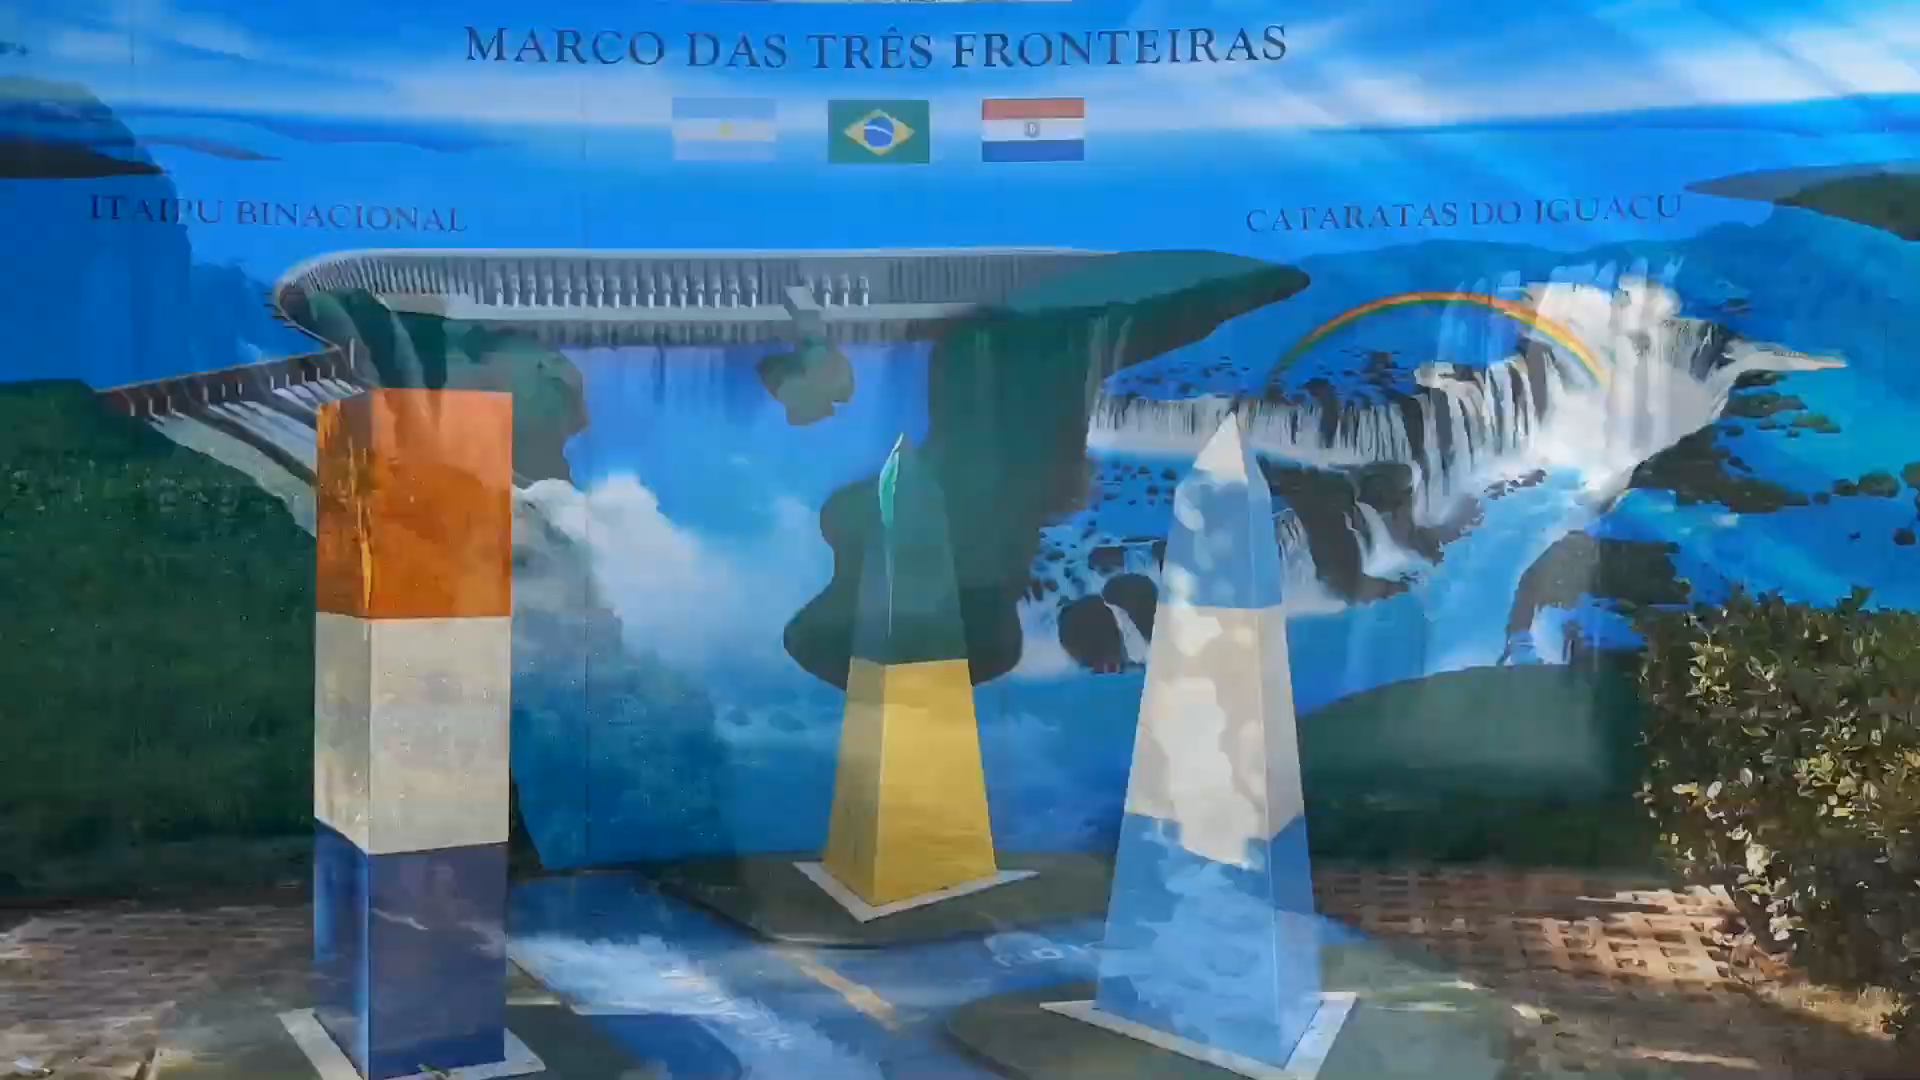 MARCO DAS TRÊS FRONTEIRAS
ITAIPU BINACIONAL
CATARATAS DO IGUAÇU